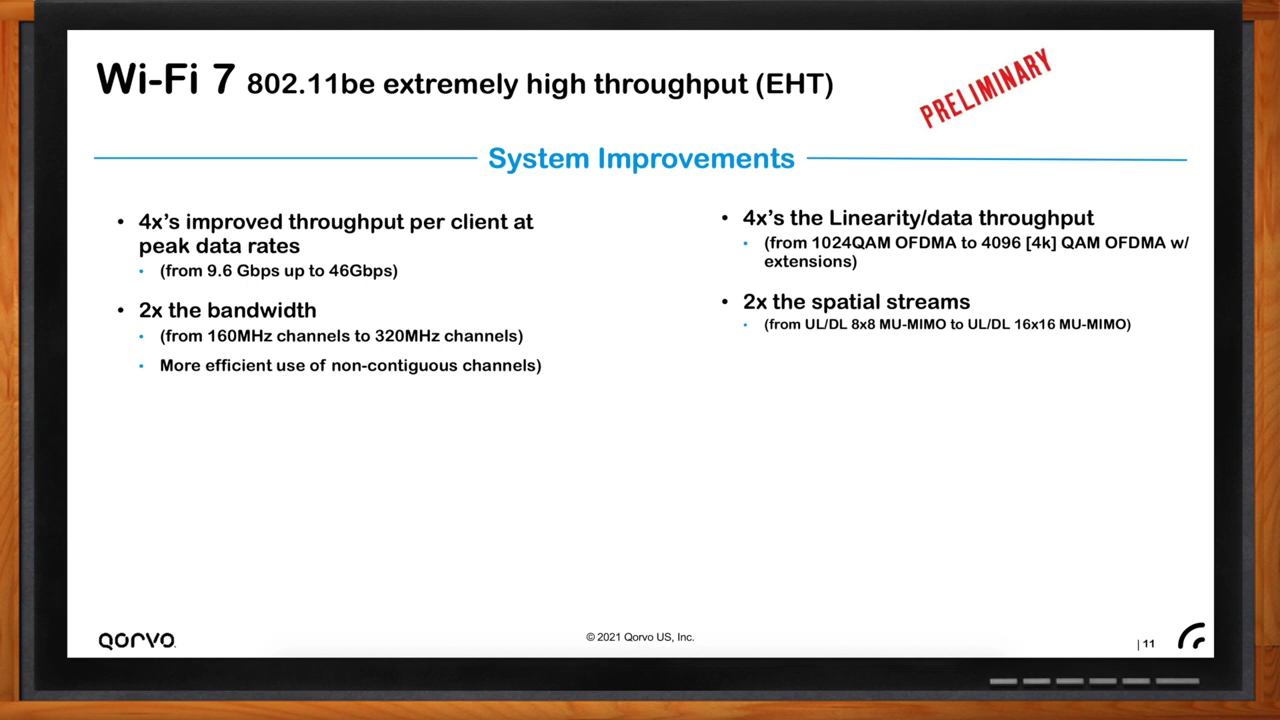 Wi-Fi 7 802.11be extremely high throughput (EHT)
PRELIMINARY
System Improvements
• 4x's improved throughput per client at
peak data rates
• (from 9.6 Gbps up to 46Gbps)
• 2x the bandwidth
• (from 160MHz channels to 320MHz channels)
• More efficient use of non-contiguous channels)
• 4x's the Linearity/data throughput
• (from 1024QAM OFDMA to 4096 [4k] QAM OFDMA w/
extensions)
• 2x the spatial streams
• (from UL/DL 8x8 MU-MIMO to UL/DL 16x16 MU-MIMO)
QORVO
© 2021 Qorvo US, Inc.
| 11